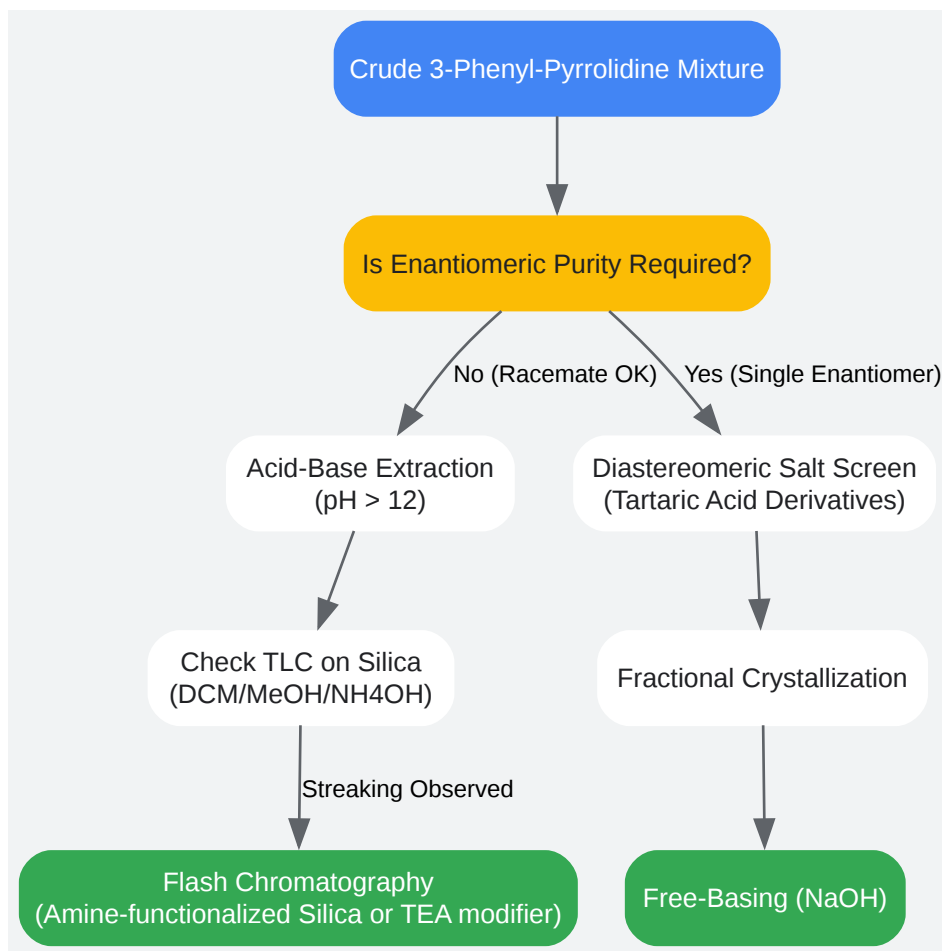 Crude 3-Phenyl-Pyrrolidine Mixture
Is Enantiomeric Purity Required?
No (Racemate OK)
Yes (Single Enantiomer)
Acid-Base Extraction
(pH > 12)
Diastereomeric Salt Screen
(Tartaric Acid Derivatives)
Check TLC on Silica
(DCM/MeOH/NH4OH)
Fractional Crystallization
Streaking Observed
Flash Chromatography
(Amine-functionalized Silica or TEA modifier)
Free-Basing (NaOH)